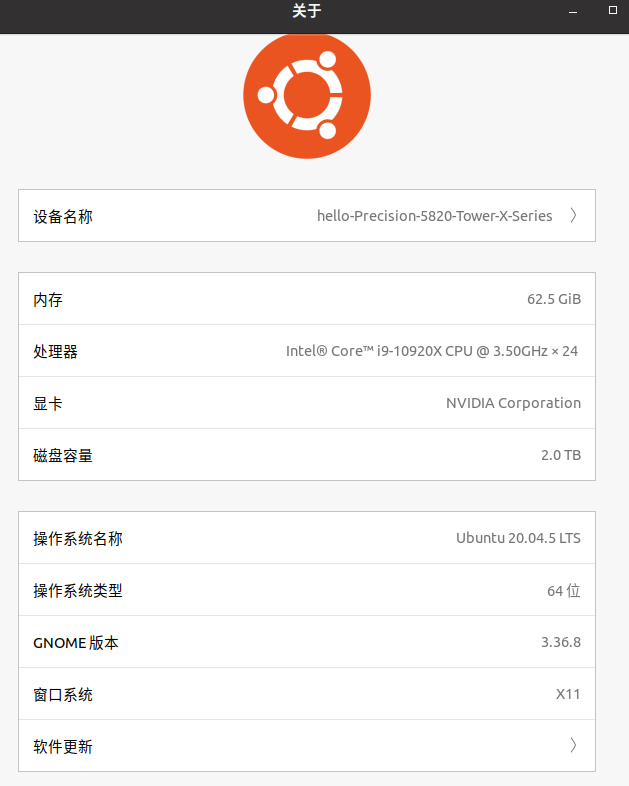 关于
设备名称 hello-Precision-5820-Tower-X-Series
内存 62.5 GiB
处理器 Intel® Core™ i9-10920X CPU @ 3.50GHz × 24
显卡 NVIDIA Corporation
磁盘容量 2.0 TB
操作系统名称 Ubuntu 20.04.5 LTS
操作系统类型 64 位
GNOME 版本 3.36.8
窗口系统 X11
软件更新